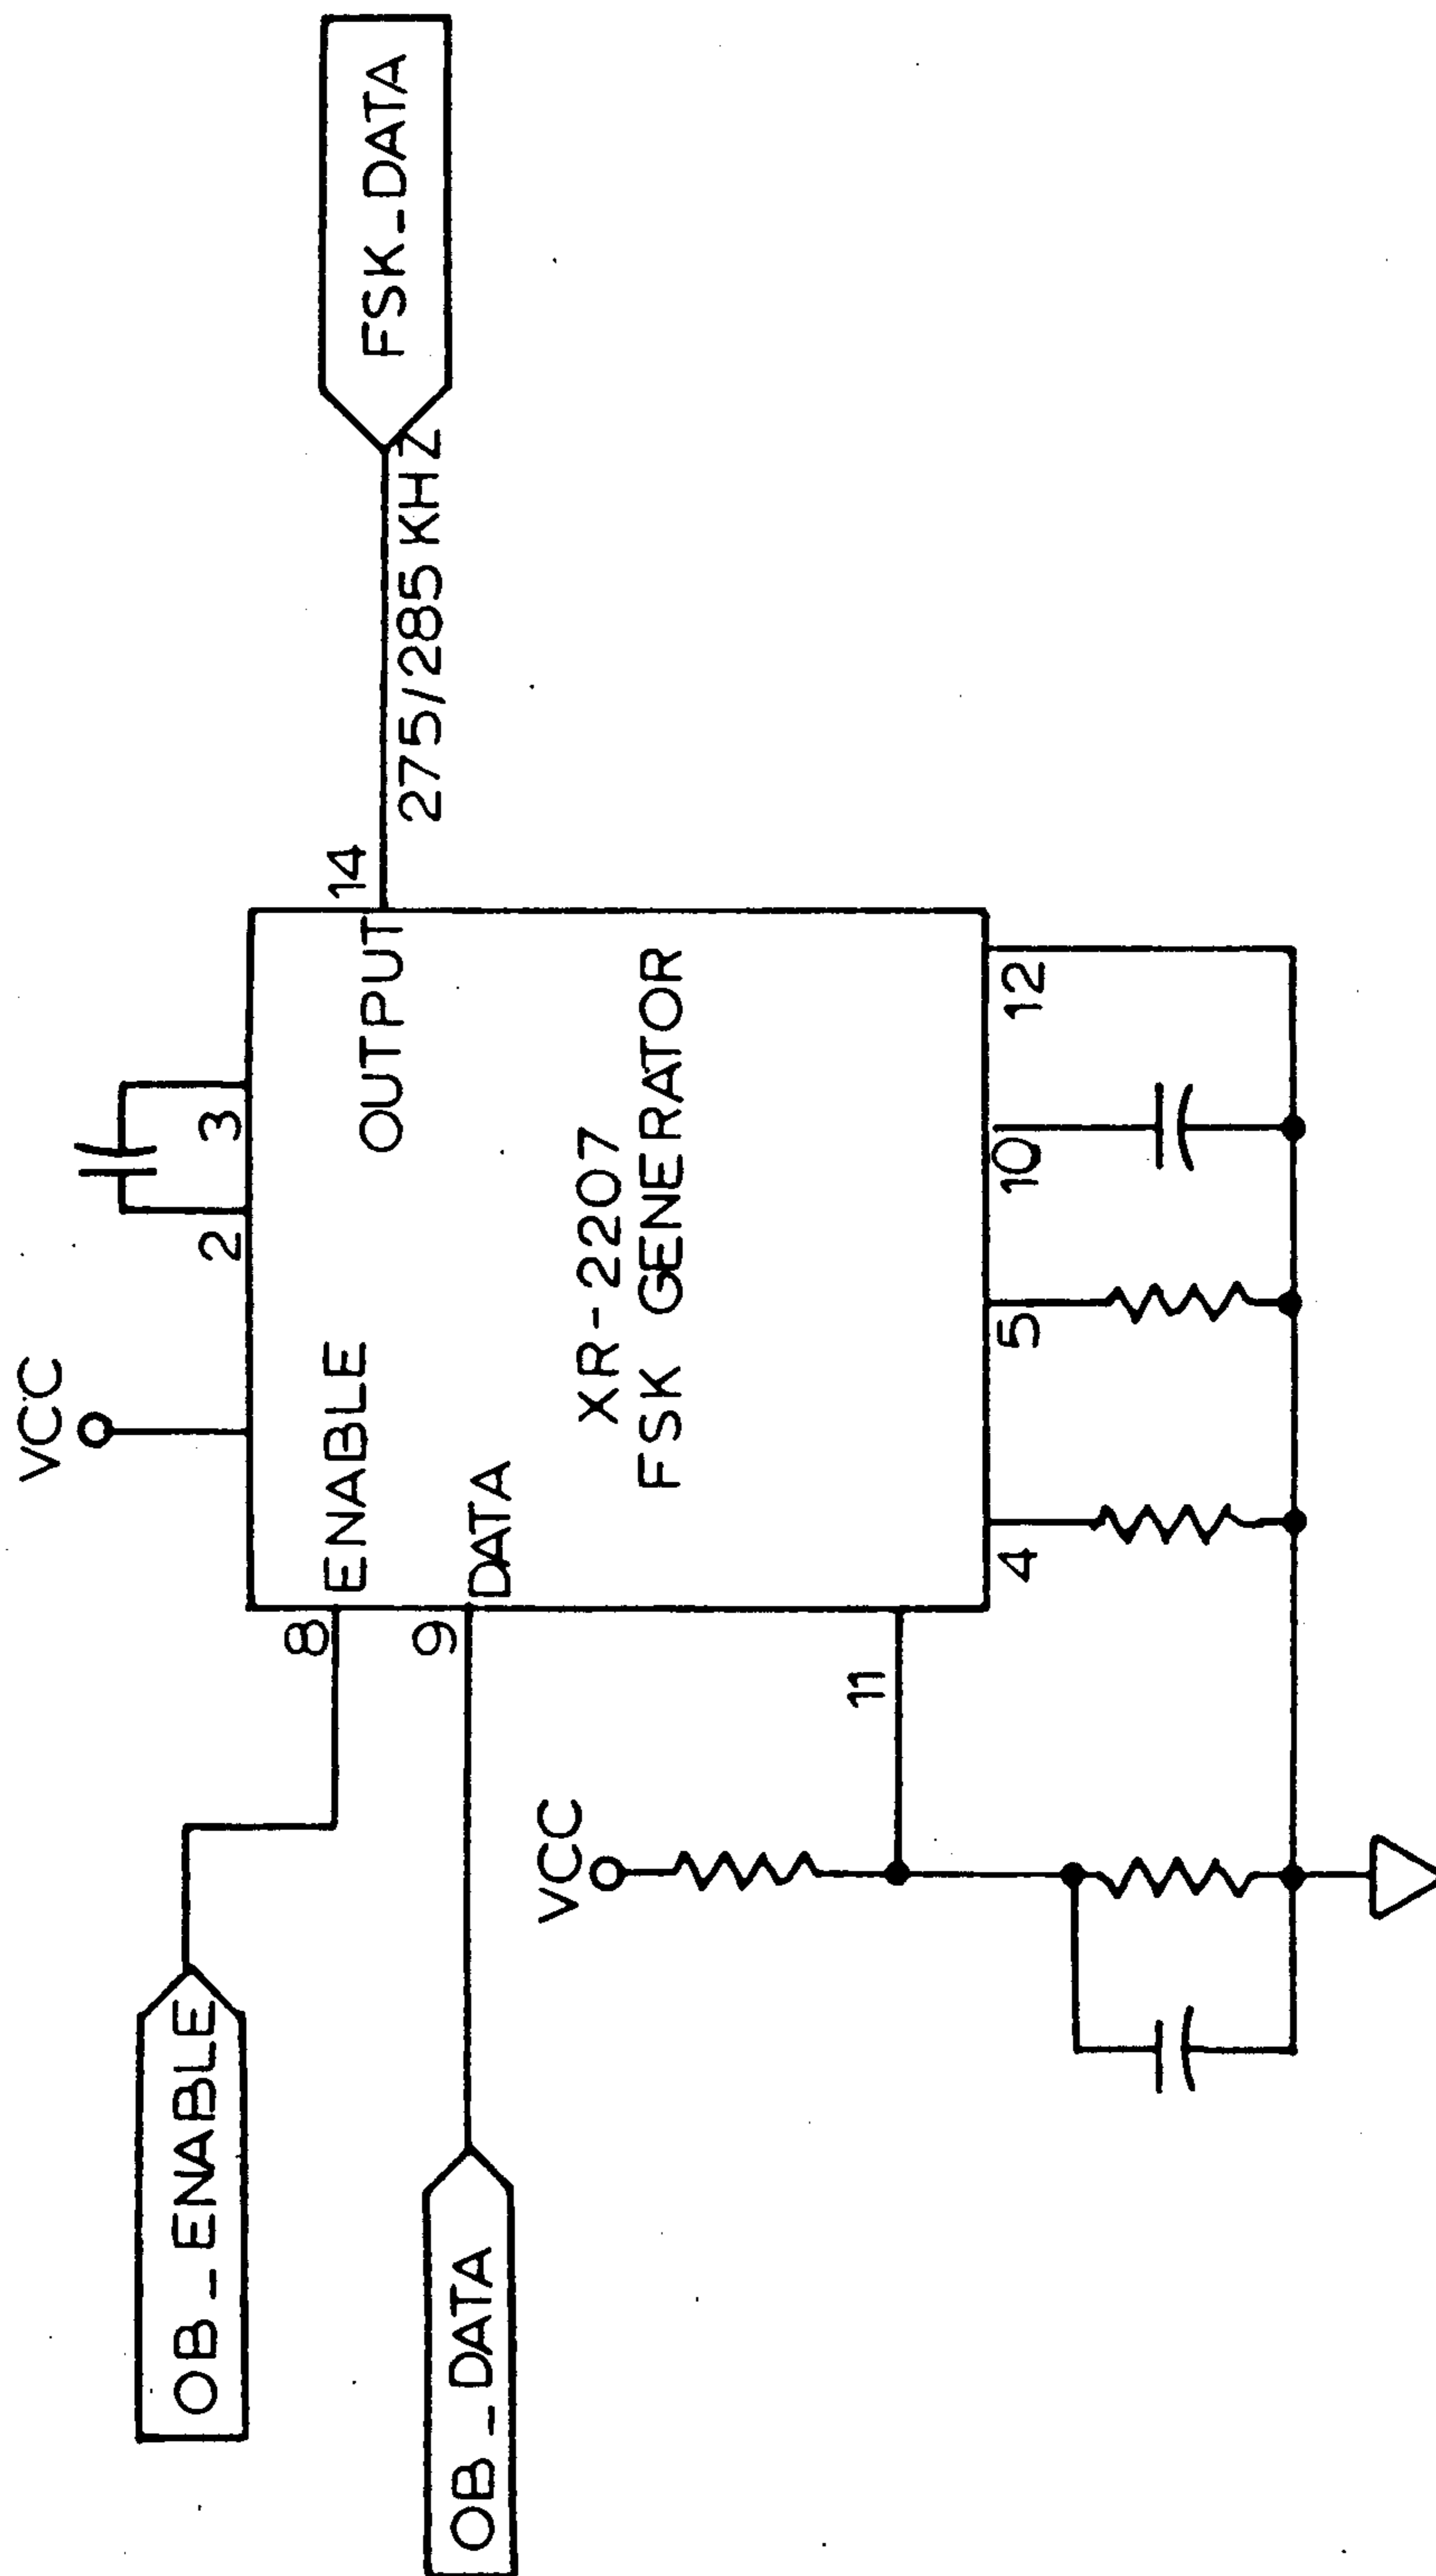 VCC
2
3
OB_ENABLE
8
ENABLE
OUTPUT
14
FSK_DATA
275/285 KHZ
OB_DATA
9
DATA
XR-2207
FSK GENERATOR
VCC
11
4
5
10
12